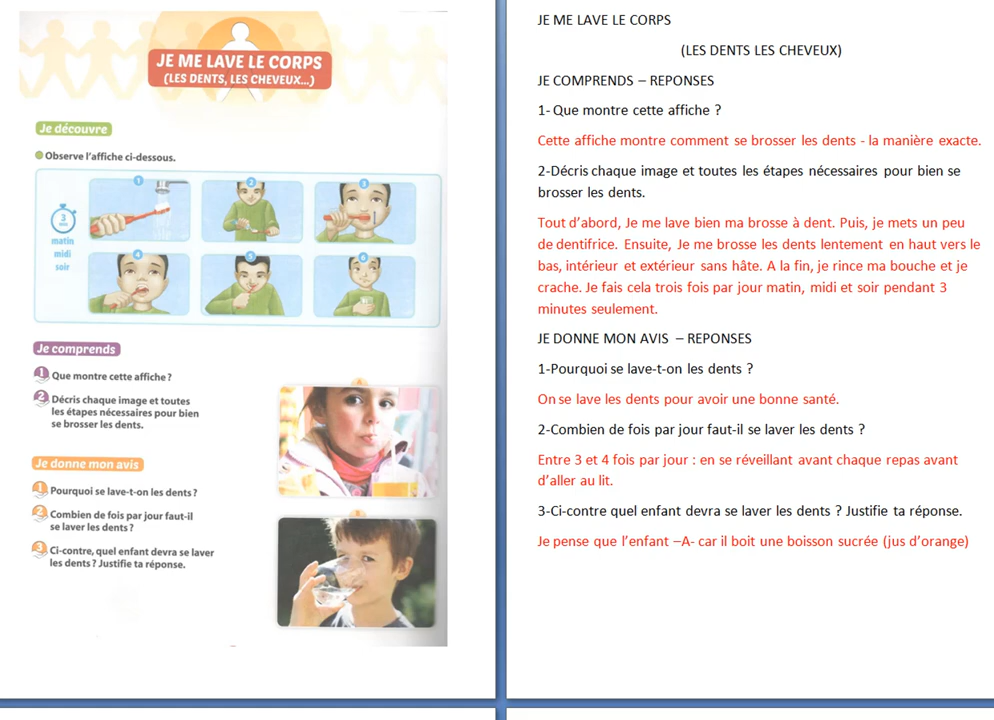 JE ME LAVE LE CORPS
(LES DENTS, LES CHEVEUX...)
Je découvre
Observe l'affiche ci-dessous.
1
2
3
3
min
matin
midi
soir
4
5
6
Je comprends
1 Que montre cette affiche ?
2 Décris chaque image et toutes
les étapes nécessaires pour bien
se brosser les dents.
Je donne mon avis
1 Pourquoi se lave-t-on les dents ?
2 Combien de fois par jour faut-il
se laver les dents ?
3 Ci-contre, quel enfant devra se laver
les dents ? Justifie ta réponse.
A
B
JE ME LAVE LE CORPS
(LES DENTS LES CHEVEUX)
JE COMPRENDS – REPONSES
1- Que montre cette affiche ?
Cette affiche montre comment se brosser les dents - la manière exacte.
2-Décris chaque image et toutes les étapes nécessaires pour bien se
brosser les dents.
Tout d'abord, Je me lave bien ma brosse à dent. Puis, je mets un peu
de dentifrice. Ensuite, Je me brosse les dents lentement en haut vers le
bas, intérieur et extérieur sans hâte. A la fin, je rince ma bouche et je
crache. Je fais cela trois fois par jour matin, midi et soir pendant 3
minutes seulement.
JE DONNE MON AVIS – REPONSES
1-Pourquoi se lave-t-on les dents ?
On se lave les dents pour avoir une bonne santé.
2-Combien de fois par jour faut-il se laver les dents ?
Entre 3 et 4 fois par jour : en se réveillant avant chaque repas avant
d'aller au lit.
3-Ci-contre quel enfant devra se laver les dents ? Justifie ta réponse.
Je pense que l'enfant –A- car il boit une boisson sucrée (jus d'orange)